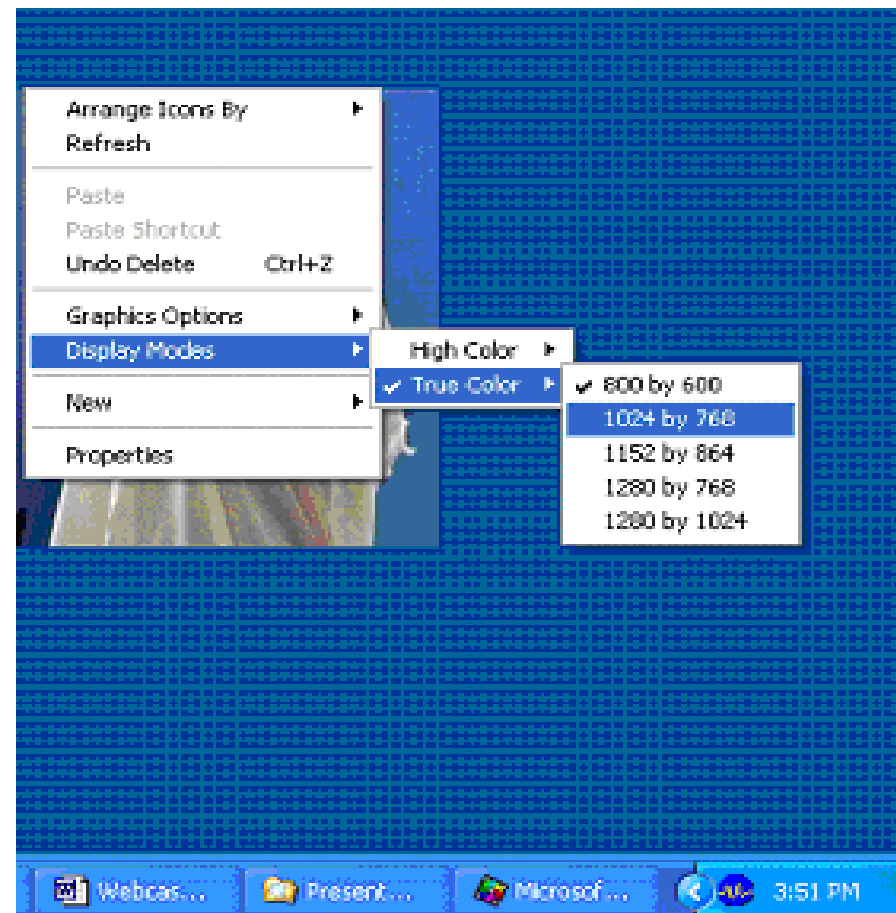 Arrange Icons By
Refresh
Paste
Paste Shortcut
Undo Delete Ctrl+Z
Graphics Options
Display Modes
New
Properties
High Color
True Color
800 by 600
1024 by 768
1152 by 864
1280 by 768
1280 by 1024
Webcas...
Present...
Microsof...
3:51 PM